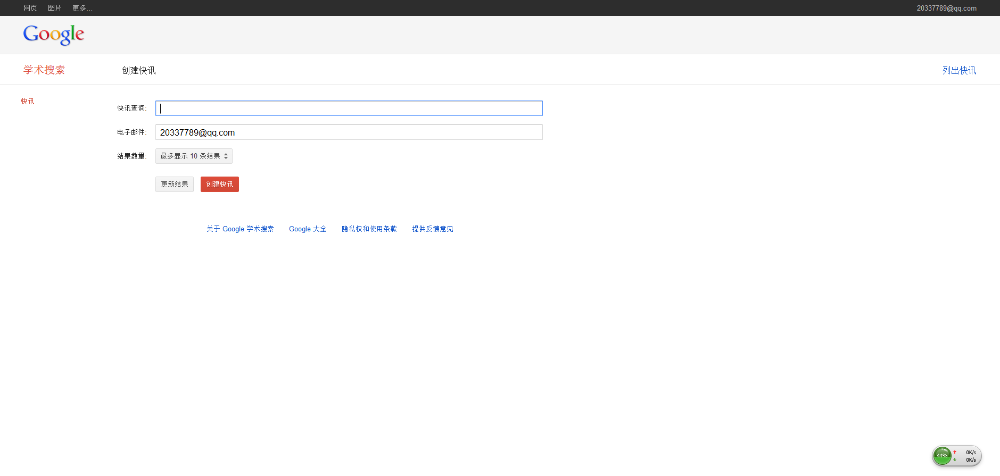 网页 图片 更多... 20337789@qq.com
Google
学术搜索 创建快讯 列出快讯
快讯
快讯查询:
电子邮件: 20337789@qq.com
结果数量: 最多显示 10 条结果
更新结果 创建快讯
关于 Google 学术搜索 Google 大全 隐私权和使用条款 提供反馈意见
44% 0K/s
0K/s